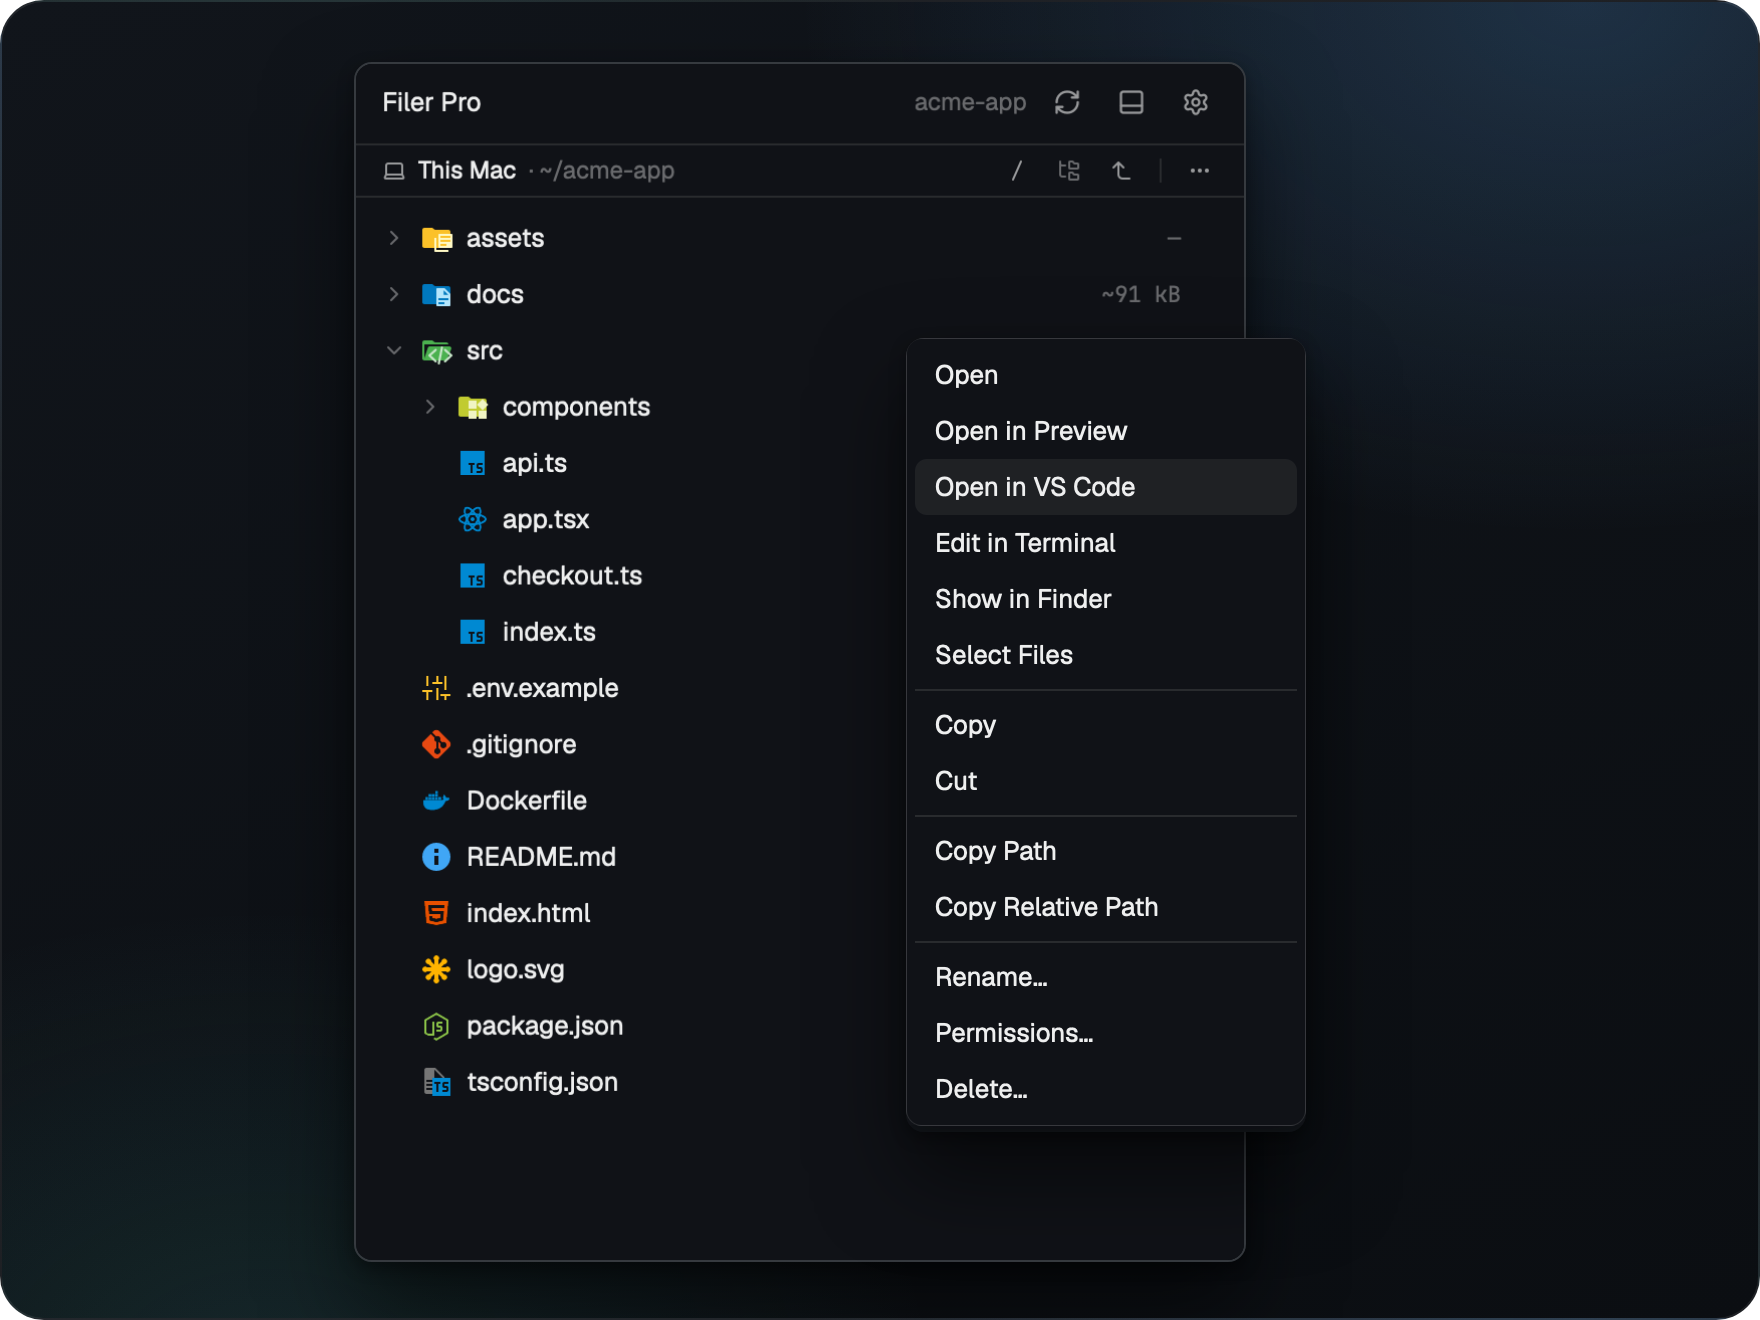 Filer Pro acme-app
This Mac · ~/acme-app / ...
assets –
docs ~91 kB
src
components
api.ts
app.tsx
checkout.ts
index.ts
.env.example
.gitignore
Dockerfile
README.md
index.html
logo.svg
package.json
tsconfig.json
Open
Open in Preview
Open in VS Code
Edit in Terminal
Show in Finder
Select Files
Copy
Cut
Copy Path
Copy Relative Path
Rename...
Permissions...
Delete...